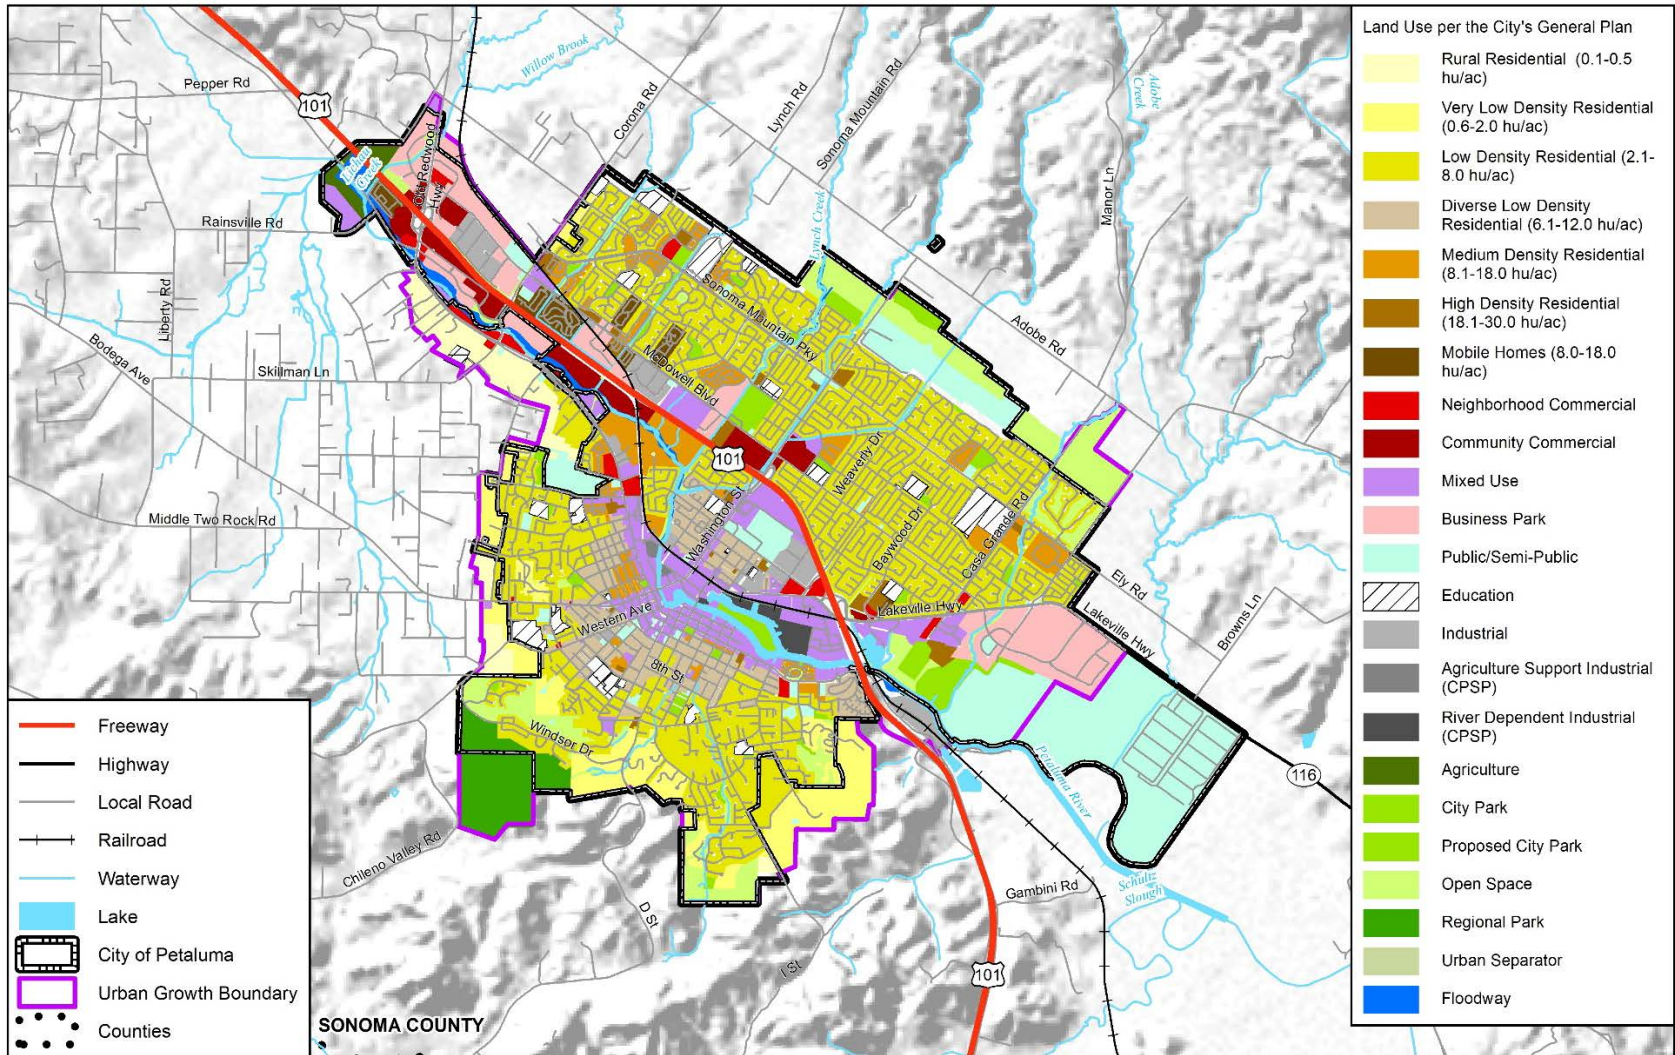 Willow Brook
Adobe
Creek
Pepper Rd
101
Corona Rd
Lynch Rd
Sonoma Mountain Rd
Lichau
Creek
Old Redwood
Hwy
Manor Ln
Rainsville Rd
Lynch Creek
Liberty Rd
Sonoma Mountain Pky
Adobe Rd
Bodega Ave
Skillman Ln
McDowell Blvd
101
Weaverly Dr
Washington St
Middle Two Rock Rd
Baywood Dr
Casa Grande Rd
Ely Rd
Western Ave
Lakeville Hwy
Lakeville Hwy
Browns Ln
8th St
Windsor Dr
Petaluma River
116
Chileno Valley Rd
Schultz
Slough
Gambini Rd
D St
I St
101
SONOMA COUNTY
Freeway
Highway
Local Road
Railroad
Waterway
Lake
City of Petaluma
Urban Growth Boundary
Counties
Land Use per the City's General Plan
Rural Residential (0.1-0.5
hu/ac)
Very Low Density Residential
(0.6-2.0 hu/ac)
Low Density Residential (2.1-
8.0 hu/ac)
Diverse Low Density
Residential (6.1-12.0 hu/ac)
Medium Density Residential
(8.1-18.0 hu/ac)
High Density Residential
(18.1-30.0 hu/ac)
Mobile Homes (8.0-18.0
hu/ac)
Neighborhood Commercial
Community Commercial
Mixed Use
Business Park
Public/Semi-Public
Education
Industrial
Agriculture Support Industrial
(CPSP)
River Dependent Industrial
(CPSP)
Agriculture
City Park
Proposed City Park
Open Space
Regional Park
Urban Separator
Floodway